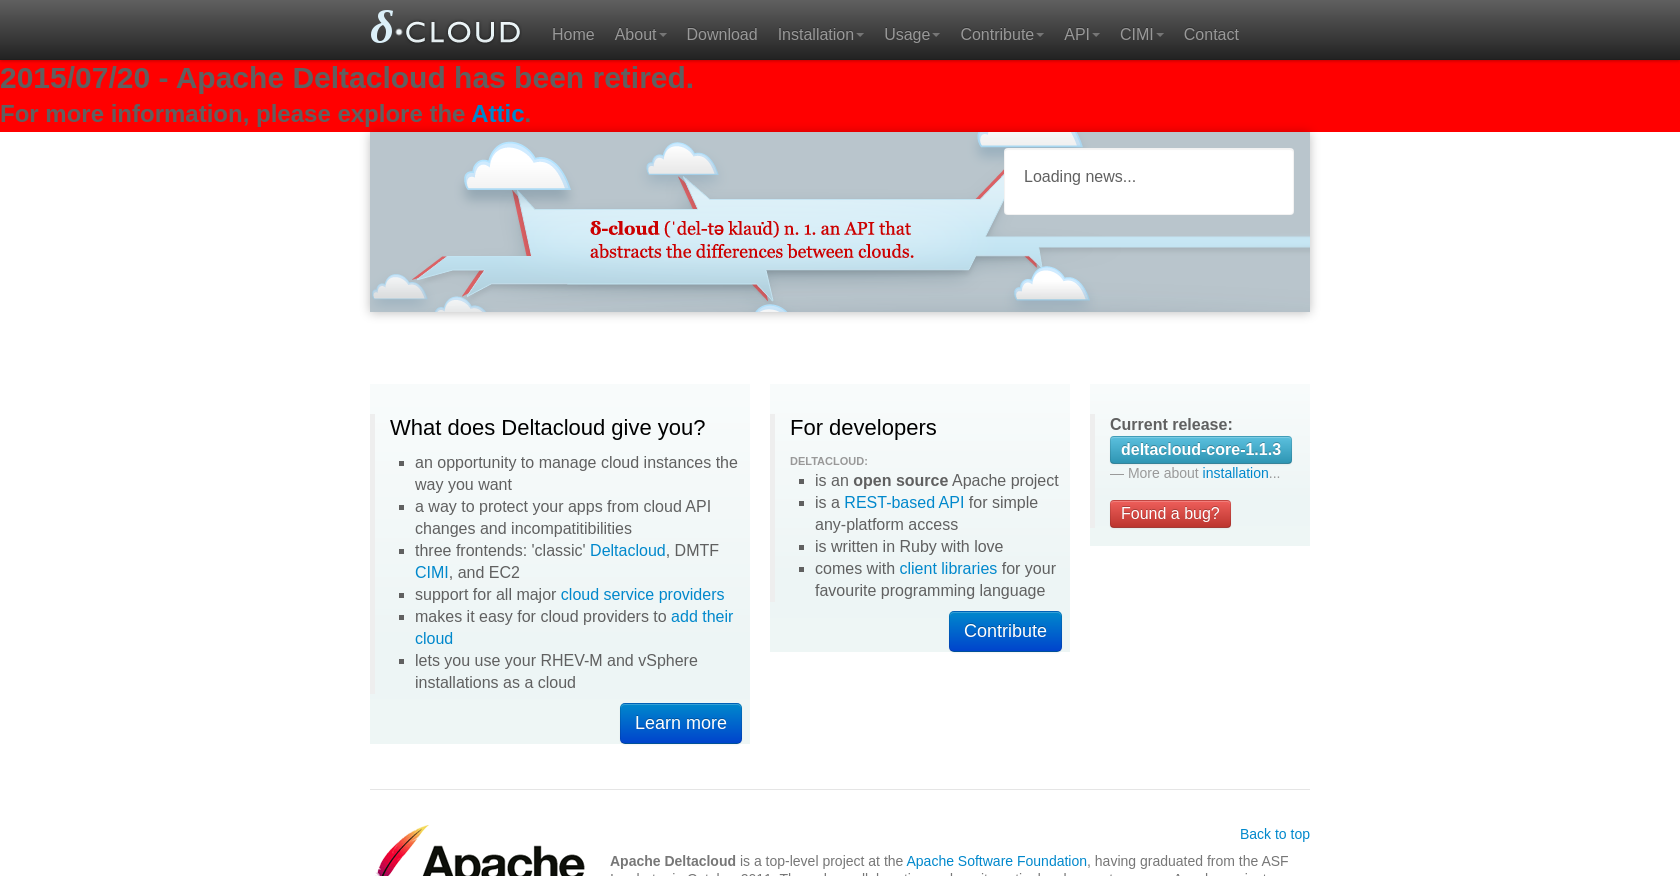 δ·CLOUD
Home About Download Installation Usage Contribute API CIMI Contact
2015/07/20 - Apache Deltacloud has been retired.
For more information, please explore the Attic.
Loading news...
δ-cloud (ˈdel-tə klau̇d) n. 1. an API that
abstracts the differences between clouds.
What does Deltacloud give you?
an opportunity to manage cloud instances the
way you want
a way to protect your apps from cloud API
changes and incompatitibilities
three frontends: 'classic' Deltacloud, DMTF
CIMI, and EC2
support for all major cloud service providers
makes it easy for cloud providers to add their
cloud
lets you use your RHEV-M and vSphere
installations as a cloud
Learn more
For developers
DELTACLOUD:
is an open source Apache project
is a REST-based API for simple
any-platform access
is written in Ruby with love
comes with client libraries for your
favourite programming language
Contribute
Current release:
deltacloud-core-1.1.3
— More about installation...
Found a bug?
Back to top
Apache
Apache Deltacloud is a top-level project at the Apache Software Foundation, having graduated from the ASF